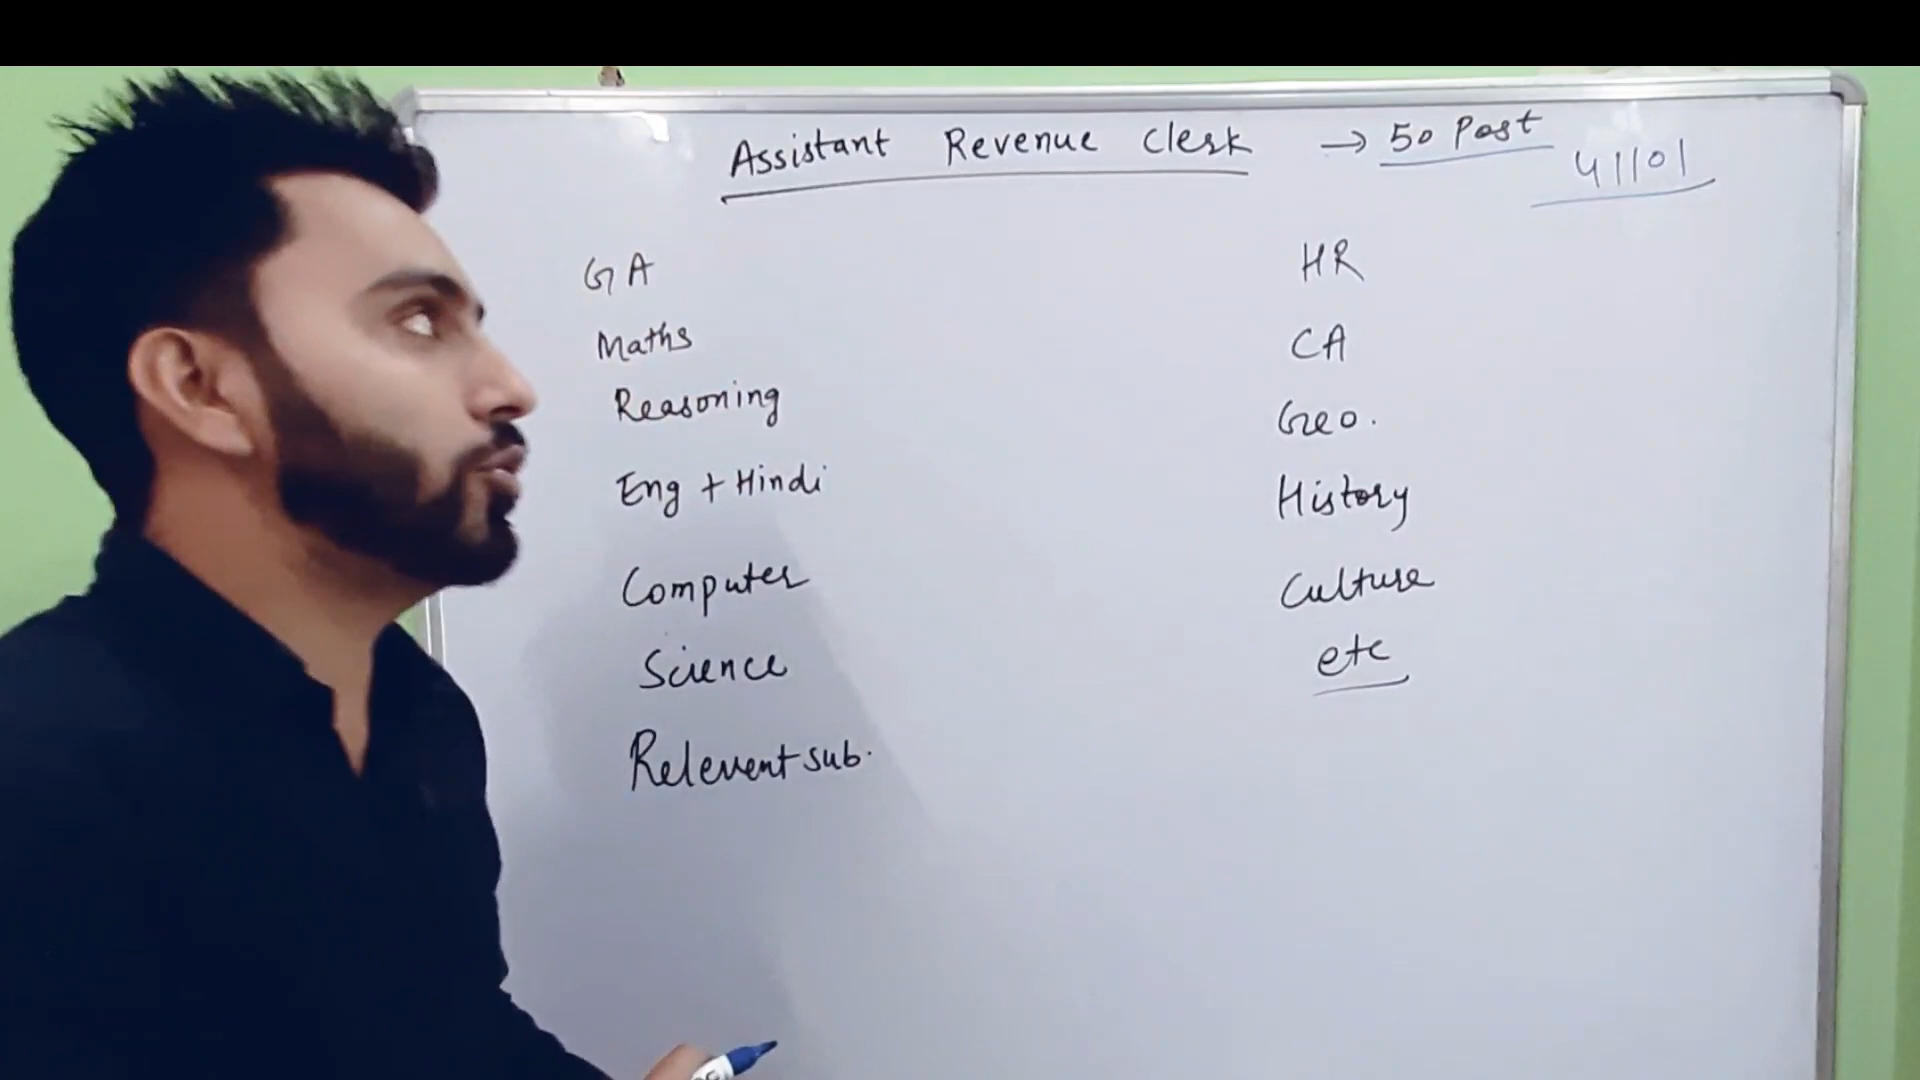 Assistant Revenue Clerk → 50 Post
41101
GA
Maths
Reasoning
Eng + Hindi
Computer
Science
Relevent sub.
HR
CA
Geo.
History
Culture
etc